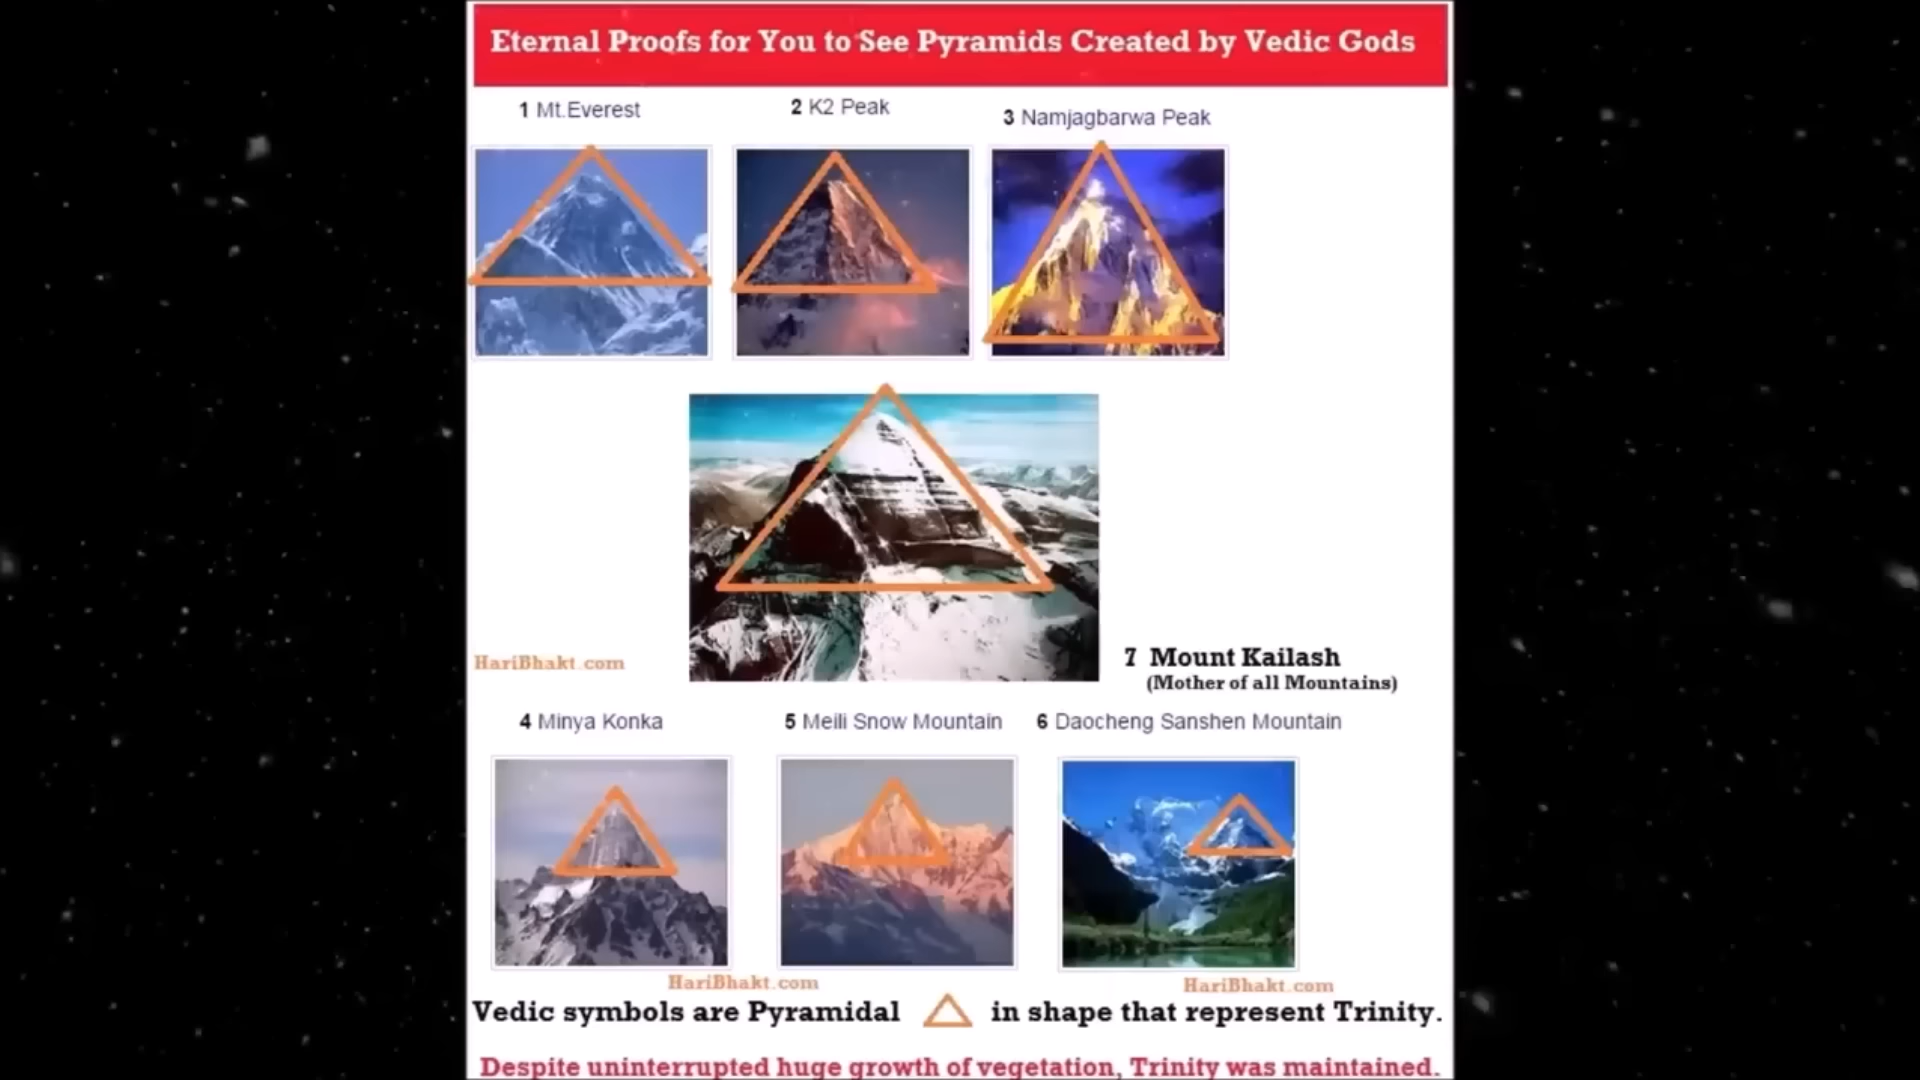 Eternal Proofs for You to See Pyramids Created by Vedic Gods
1 Mt.Everest
2 K2 Peak
3 Namjagbarwa Peak
HariBhakt.com
7 Mount Kailash
(Mother of all Mountains)
4 Minya Konka
5 Meili Snow Mountain
6 Daocheng Sanshen Mountain
HariBhakt.com
HariBhakt.com
Vedic symbols are Pyramidal in shape that represent Trinity.
Despite uninterrupted huge growth of vegetation, Trinity was maintained.